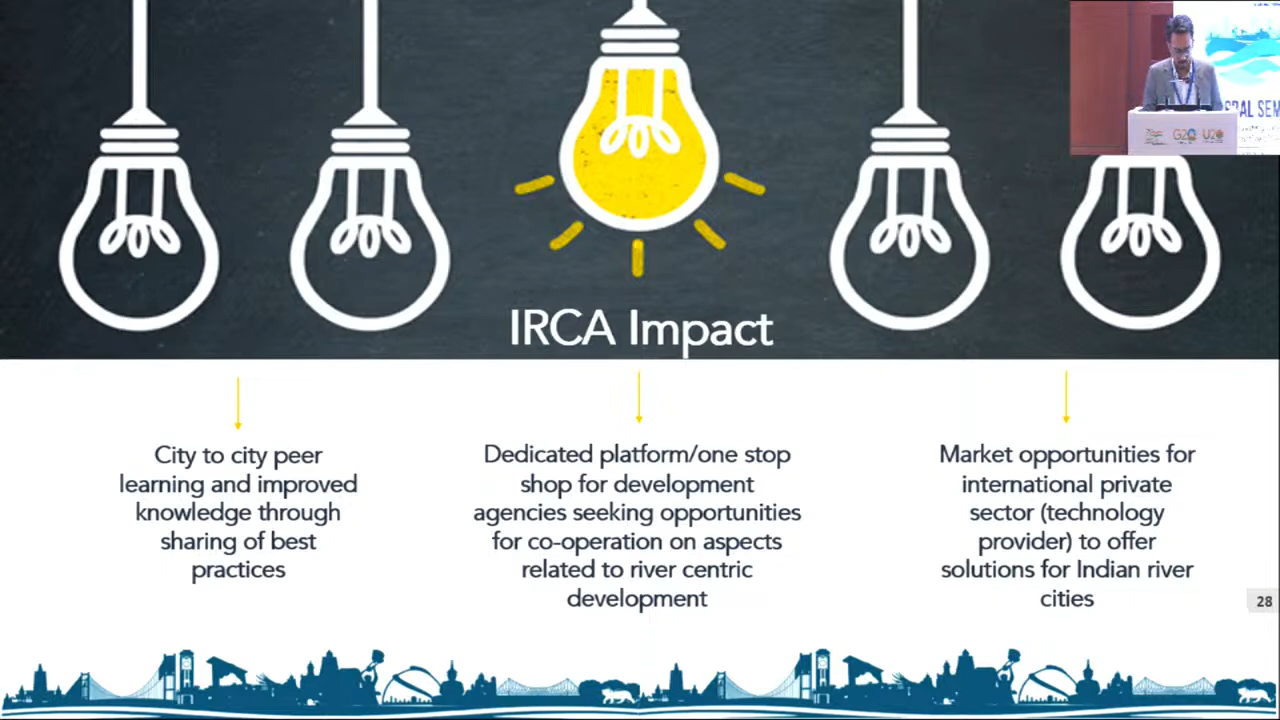 RBAL SEM
G20
U20
IRCA Impact
City to city peer
learning and improved
knowledge through
sharing of best
practices
Dedicated platform/one stop
shop for development
agencies seeking opportunities
for co-operation on aspects
related to river centric
development
Market opportunities for
international private
sector (technology
provider) to offer
solutions for Indian river
cities
28